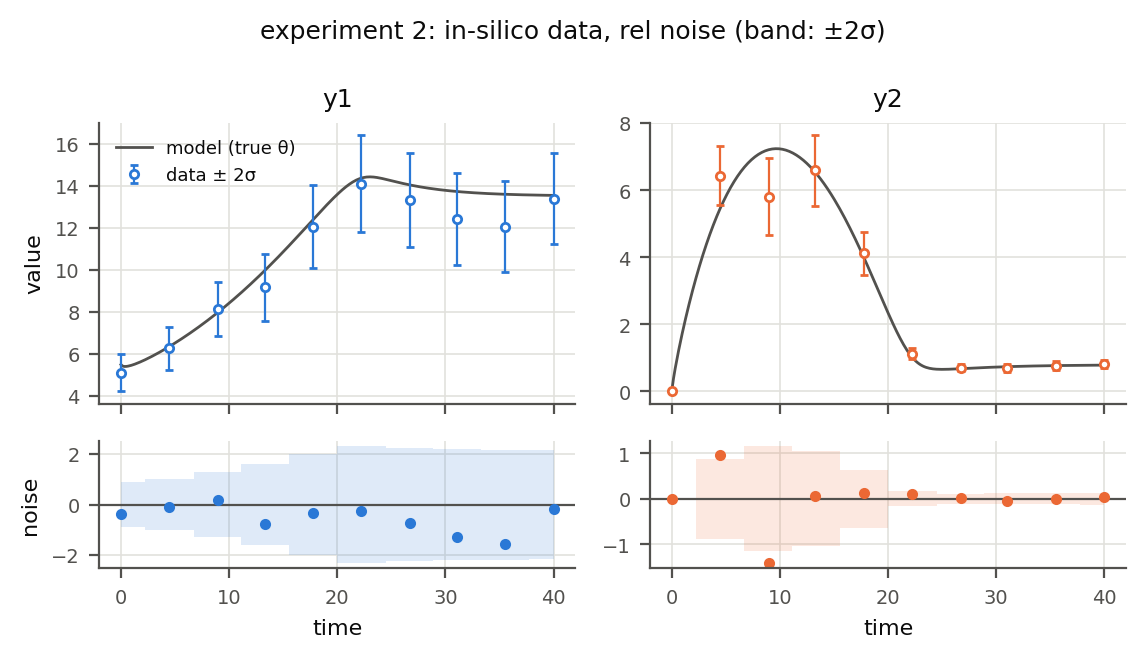 experiment 2: in-silico data, rel noise (band: ±2σ)
y1
y2
model (true θ)
data ± 2σ
value
16
14
12
10
8
6
4
8
6
4
2
0
noise
2
0
−2
1
0
−1
0 10 20 30 40
0 10 20 30 40
time
time